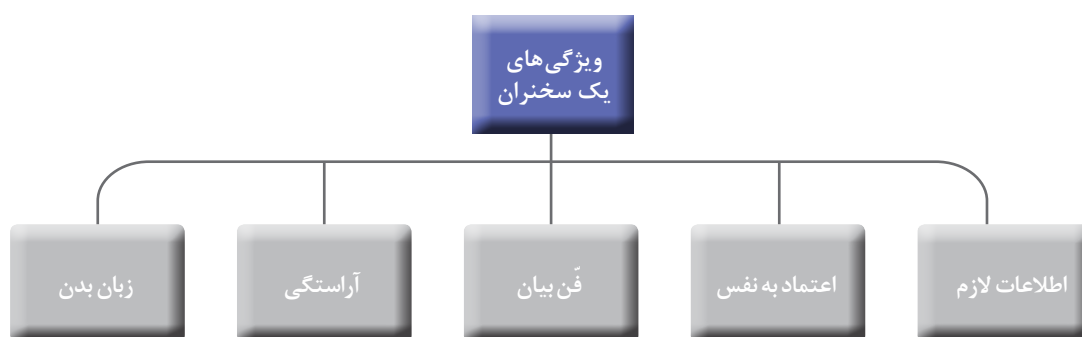 ویژگی‌های
یک سخنران
اطلاعات لازم
اعتماد به نفس
فّن بیان
آراستگی
زبان بدن